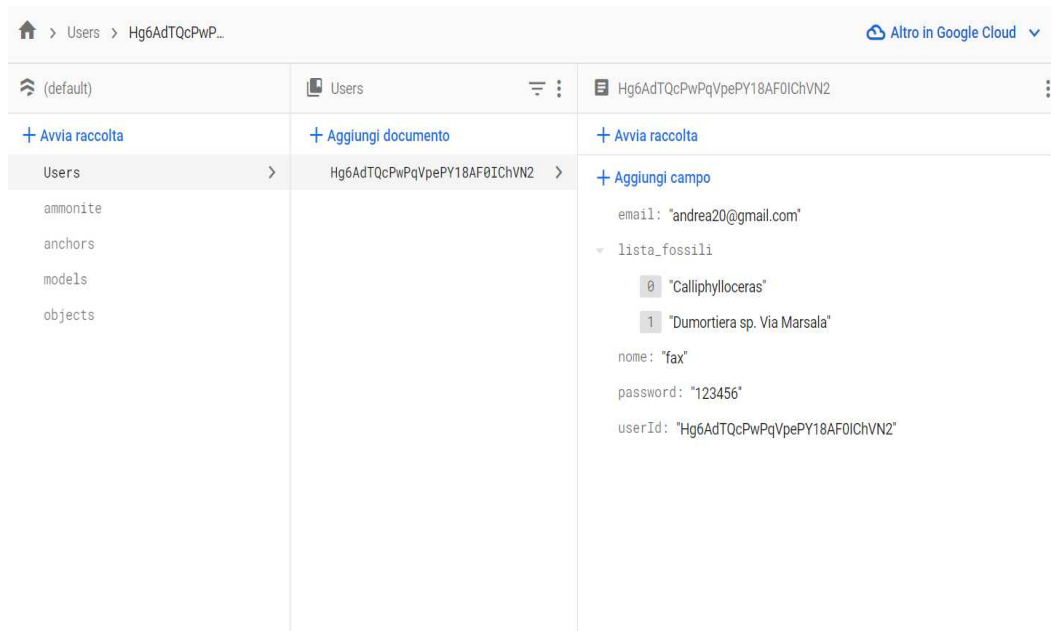 Users > Hg6AdTQcPwP...
Altro in Google Cloud
(default)
+ Avvia raccolta
Users
ammonite
anchors
models
objects
Users
+ Aggiungi documento
Hg6AdTQcPwPqVpePY18AF0IChVN2
Hg6AdTQcPwPqVpePY18AF0IChVN2
+ Avvia raccolta
+ Aggiungi campo
email: "andrea20@gmail.com"
lista_fossili
0 "Calliphylloceras"
1 "Dumortiera sp. Via Marsala"
nome: "fax"
password: "123456"
userId: "Hg6AdTQcPwPqVpePY18AF0IChVN2"